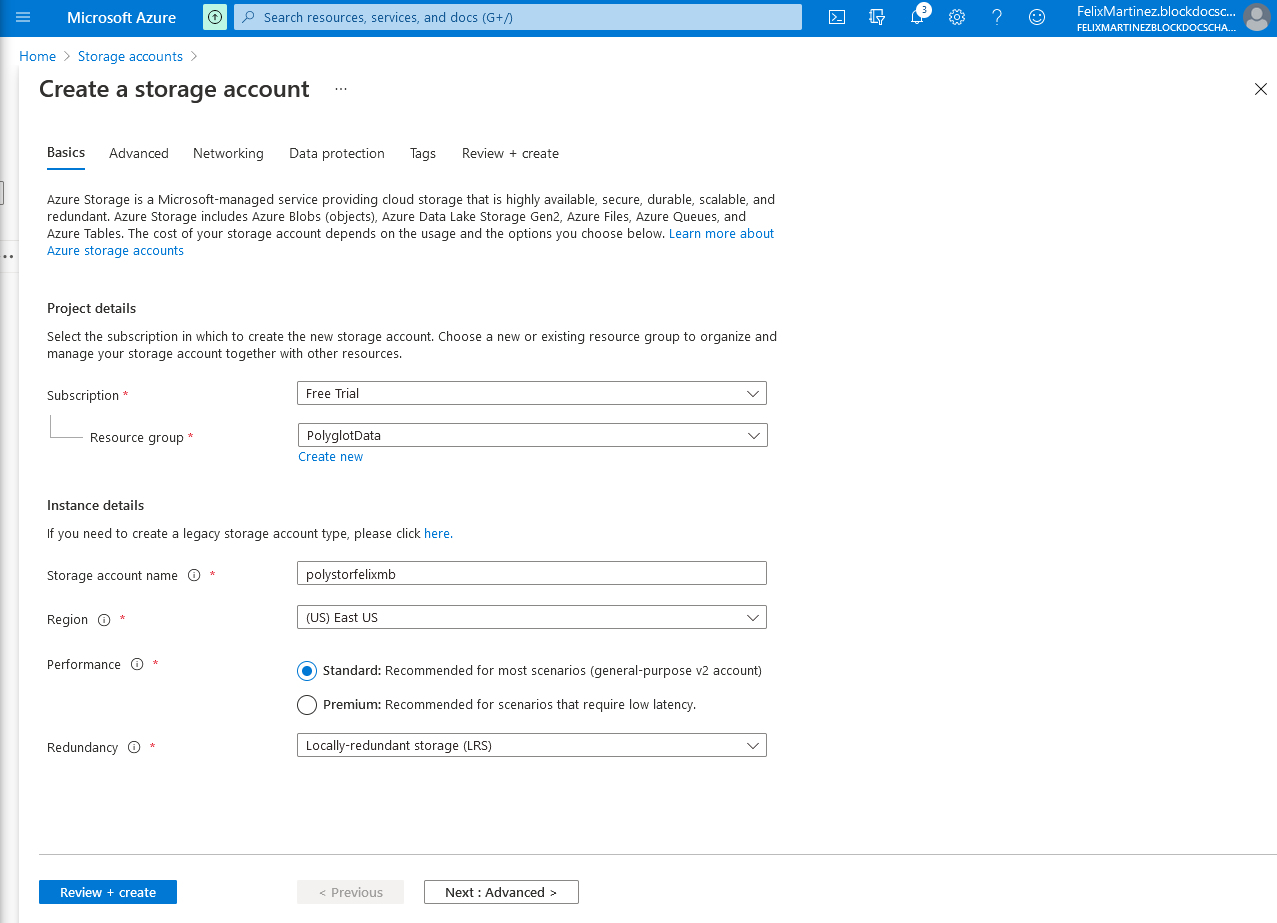 Microsoft Azure
Search resources, services, and docs (G+/)
3
FelixMartinez.blockdocsc...
FELIXMARTINEZBLOCKDOCSCHA...
Home > Storage accounts >
Create a storage account ...
Basics Advanced Networking Data protection Tags Review + create
Azure Storage is a Microsoft-managed service providing cloud storage that is highly available, secure, durable, scalable, and
redundant. Azure Storage includes Azure Blobs (objects), Azure Data Lake Storage Gen2, Azure Files, Azure Queues, and
Azure Tables. The cost of your storage account depends on the usage and the options you choose below. Learn more about
Azure storage accounts
Project details
Select the subscription in which to create the new storage account. Choose a new or existing resource group to organize and
manage your storage account together with other resources.
Subscription * Free Trial
Resource group * PolyglotData
Create new
Instance details
If you need to create a legacy storage account type, please click here.
Storage account name * polystorfelixmb
Region * (US) East US
Performance * Standard: Recommended for most scenarios (general-purpose v2 account)
Premium: Recommended for scenarios that require low latency.
Redundancy * Locally-redundant storage (LRS)
Review + create < Previous Next : Advanced >